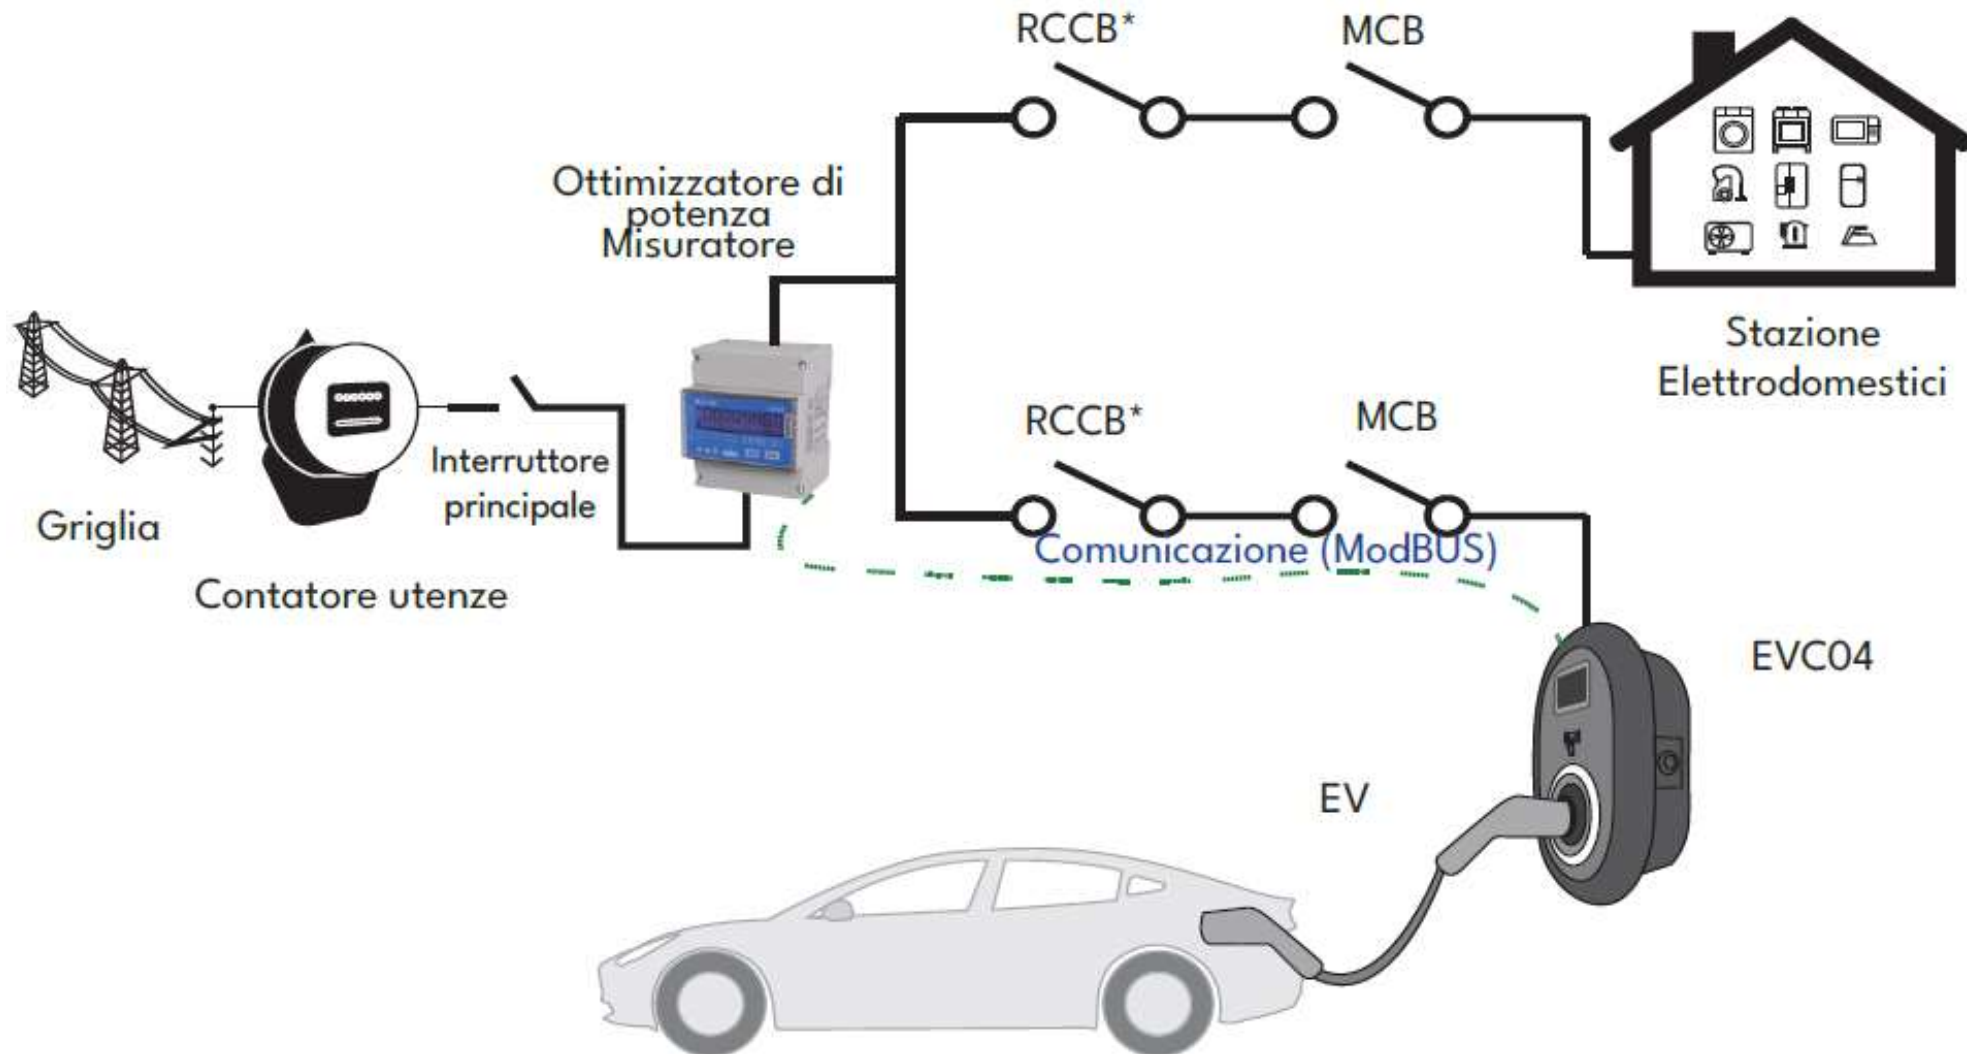 RCCB*
MCB
Ottimizzatore di
potenza
Misuratore
Stazione
Elettrodomestici
RCCB*
MCB
Interruttore
principale
Griglia
Comunicazione (ModBUS)
Contatore utenze
EVC04
EV